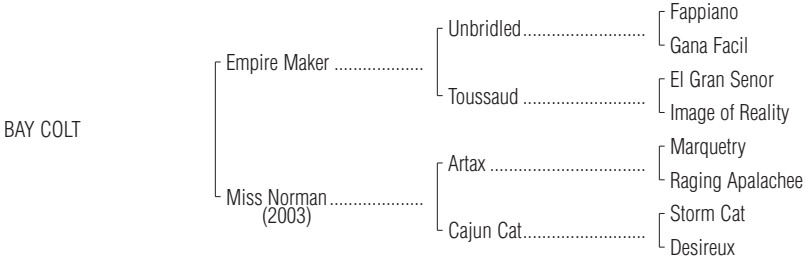 Fappiano
Unbridled..........................
Gana Facil
Empire Maker ...................
El Gran Senor
Toussaud ..........................
Image of Reality
BAY COLT
Marquetry
Artax .................................
Raging Apalachee
Miss Norman....................
(2003)
Storm Cat
Cajun Cat..........................
Desireux